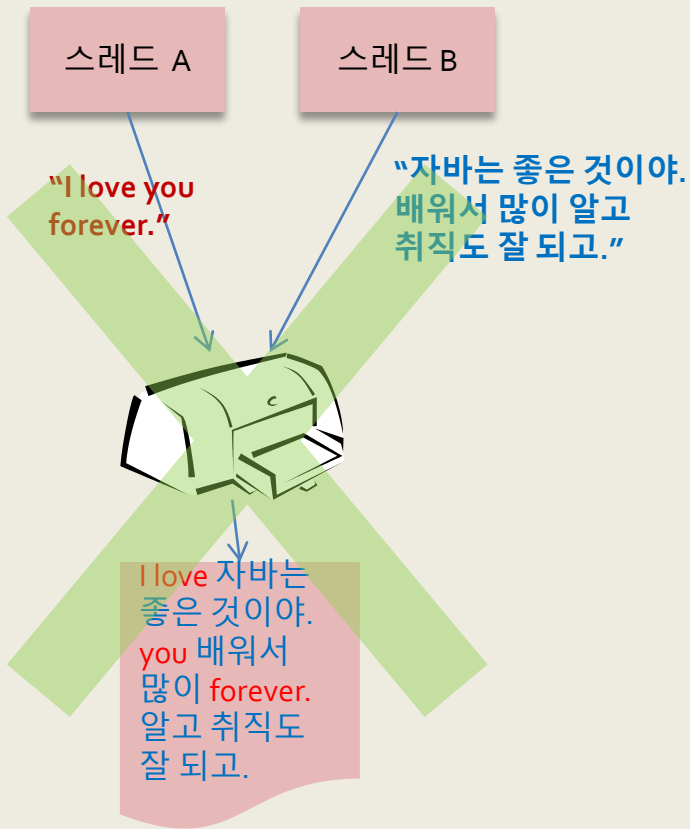 스레드 A
스레드 B
“I love you
forever.”
“자바는 좋은 것이야.
배워서 많이 알고
취직도 잘 되고.”
I love 자바는
좋은 것이야.
you 배워서
많이 forever.
알고 취직도
잘 되고.